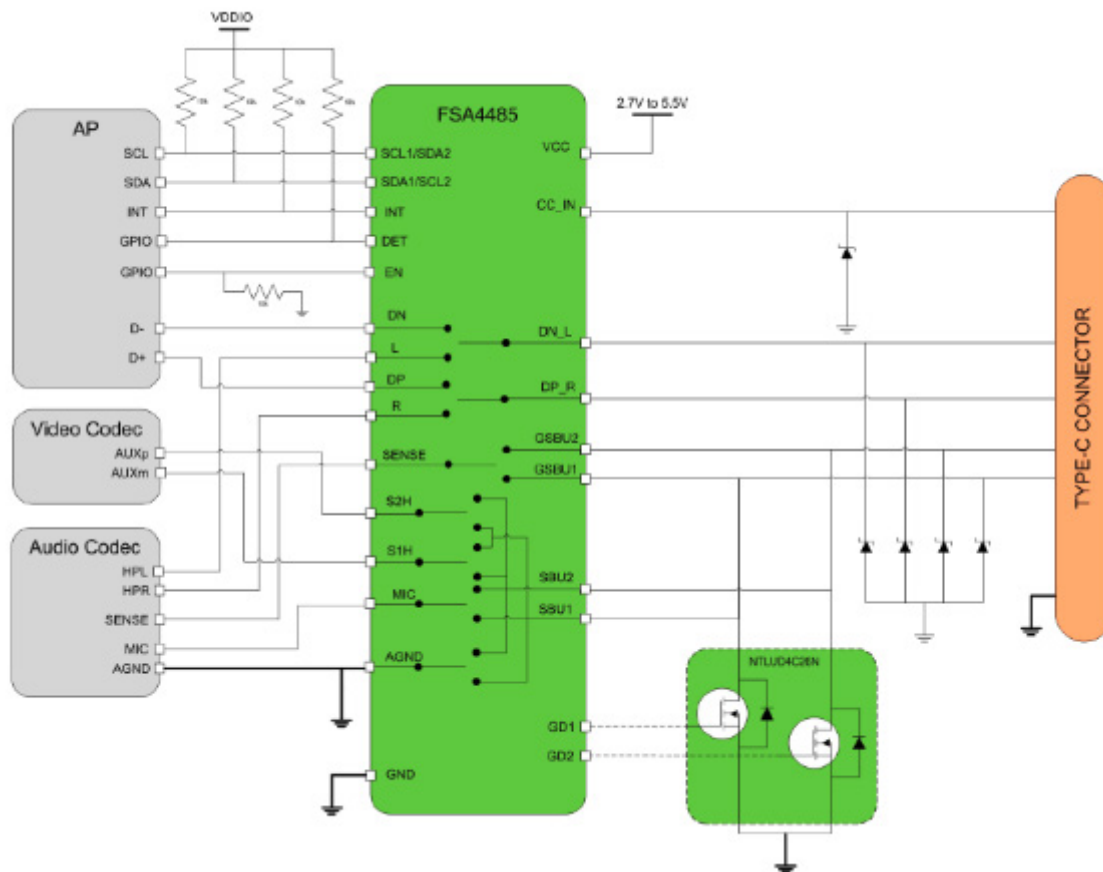 VDDIO
AP
SCL
SDA
INT
GPIO
GPIO
D-
D+
Video Codec
AUXp
AUXm
Audio Codec
HPL
HPR
SENSE
MIC
AGND
FSA4485
SCL1/SDA2
SDA1/SCL2
INT
DET
EN
DN
L
DP
R
SENSE
S2H
S1H
MIC
AGND
GND
VCC
CC_IN
DN_L
DP_R
GSBU2
GSBU1
SBU2
SBU1
GD1
GD2
2.7V to 5.5V
NTLUD4C26N
TYPE-C CONNECTOR